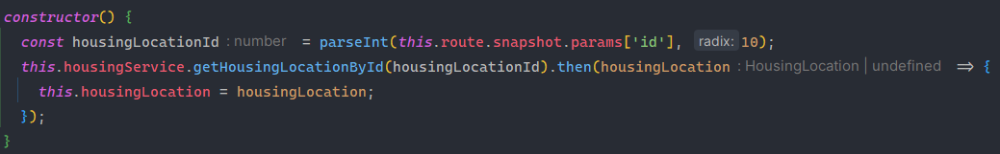 constructor() {
const housingLocationId : number = parseInt(this.route.snapshot.params['id'], radix: 10);
this.housingService.getHousingLocationById(housingLocationId).then(housingLocation : HousingLocation | undefined => {
this.housingLocation = housingLocation;
});
}